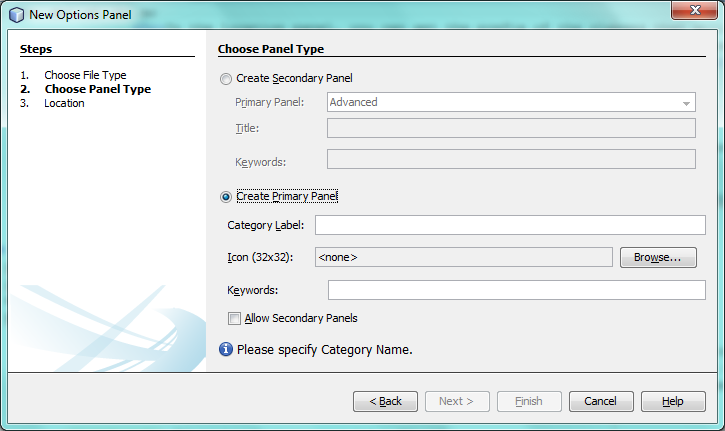 New Options Panel
Steps
1. Choose File Type
2. Choose Panel Type
3. Location
Choose Panel Type
Create Secondary Panel
Primary Panel: Advanced
Title:
Keywords:
Create Primary Panel
Category Label:
Icon (32x32): <none> Browse...
Keywords:
Allow Secondary Panels
Please specify Category Name.
< Back Next > Finish Cancel Help